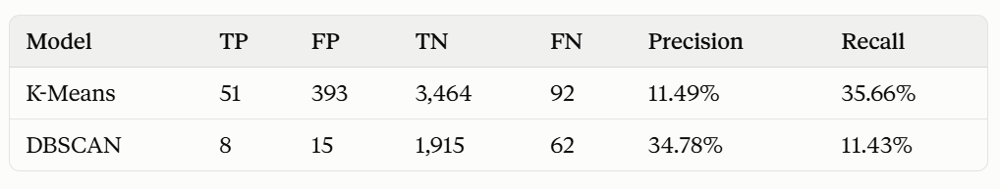 Model TP FP TN FN Precision Recall
K-Means 51 393 3,464 92 11.49% 35.66%
DBSCAN 8 15 1,915 62 34.78% 11.43%